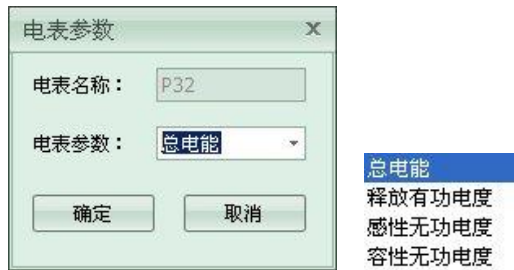 电表参数 x
电表名称： P32
电表参数： 总电能
确定 取消
总电能
释放有功电度
感性无功电度
容性无功电度